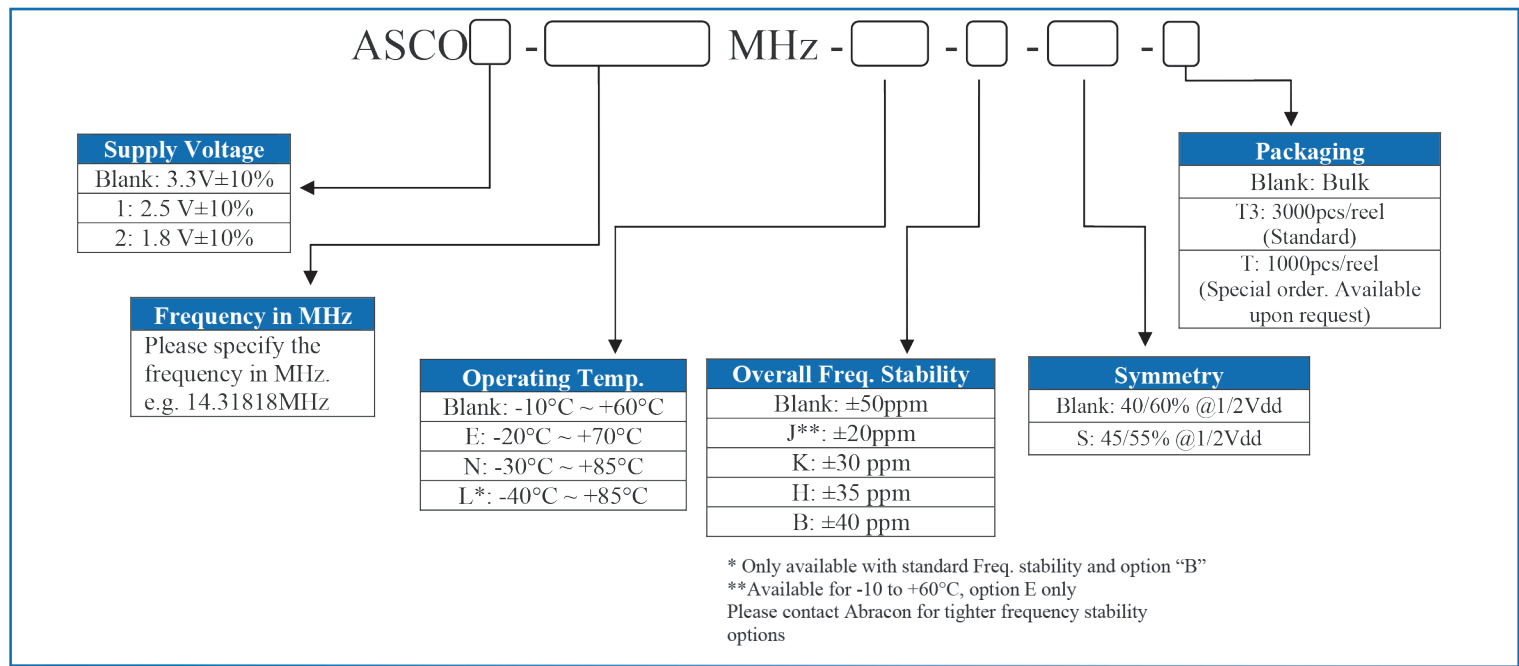 ASCO - MHz - - -
Supply Voltage
Blank: 3.3V±10%
1: 2.5 V±10%
2: 1.8 V±10%
Frequency in MHz
Please specify the
frequency in MHz.
e.g. 14.31818MHz
Operating Temp.
Blank: -10°C ~ +60°C
E: -20°C ~ +70°C
N: -30°C ~ +85°C
L*: -40°C ~ +85°C
Overall Freq. Stability
Blank: ±50ppm
J**: ±20ppm
K: ±30 ppm
H: ±35 ppm
B: ±40 ppm
Symmetry
Blank: 40/60% @1/2Vdd
S: 45/55% @1/2Vdd
Packaging
Blank: Bulk
T3: 3000pcs/reel
(Standard)
T: 1000pcs/reel
(Special order. Available
upon request)
* Only available with standard Freq. stability and option “B”
**Available for -10 to +60°C, option E only
Please contact Abracon for tighter frequency stability
options